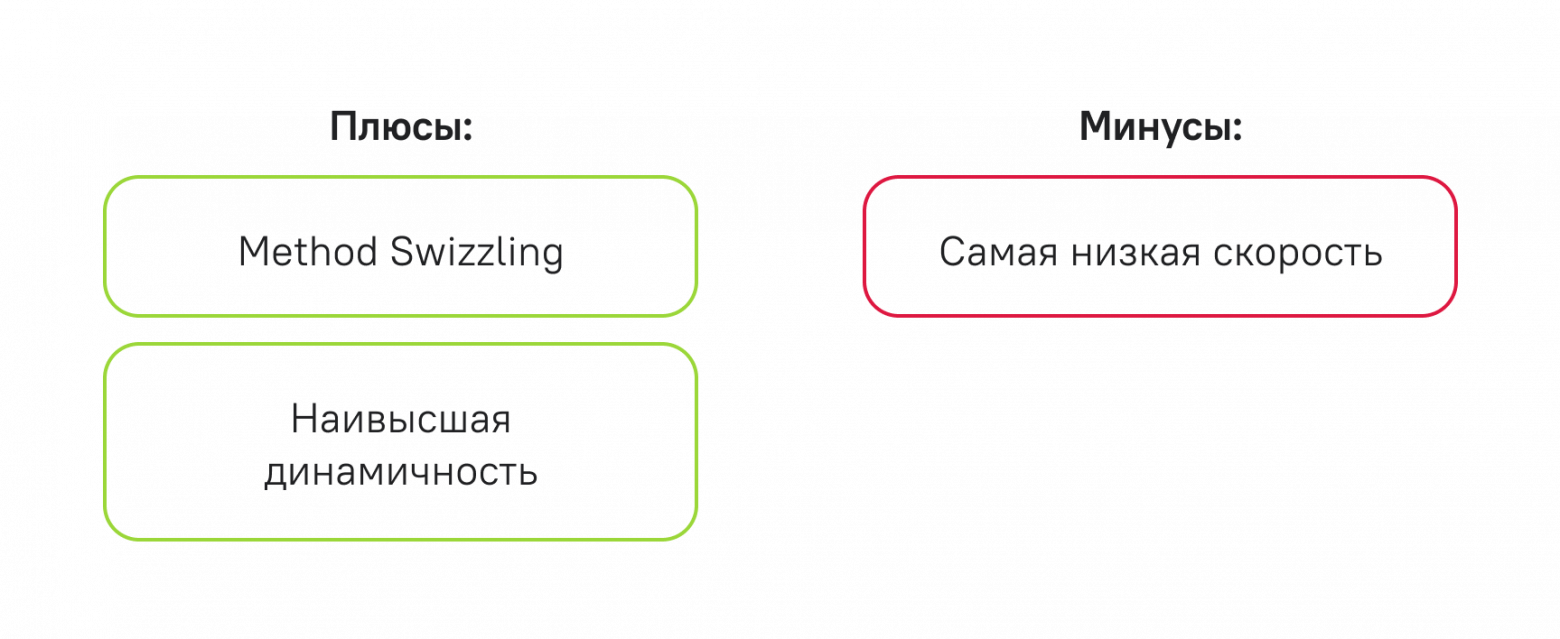 Плюсы:
Method Swizzling
Наивысшая
динамичность
Минусы:
Самая низкая скорость